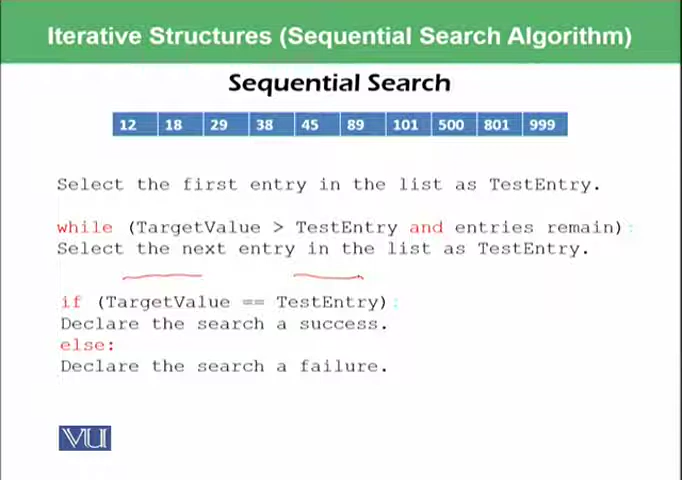 Iterative Structures (Sequential Search Algorithm)
Sequential Search
12 18 29 38 45 89 101 500 801 999
Select the first entry in the list as TestEntry.
while (TargetValue > TestEntry and entries remain):
Select the next entry in the list as TestEntry.
if (TargetValue == TestEntry):
Declare the search a success.
else:
Declare the search a failure.
VU